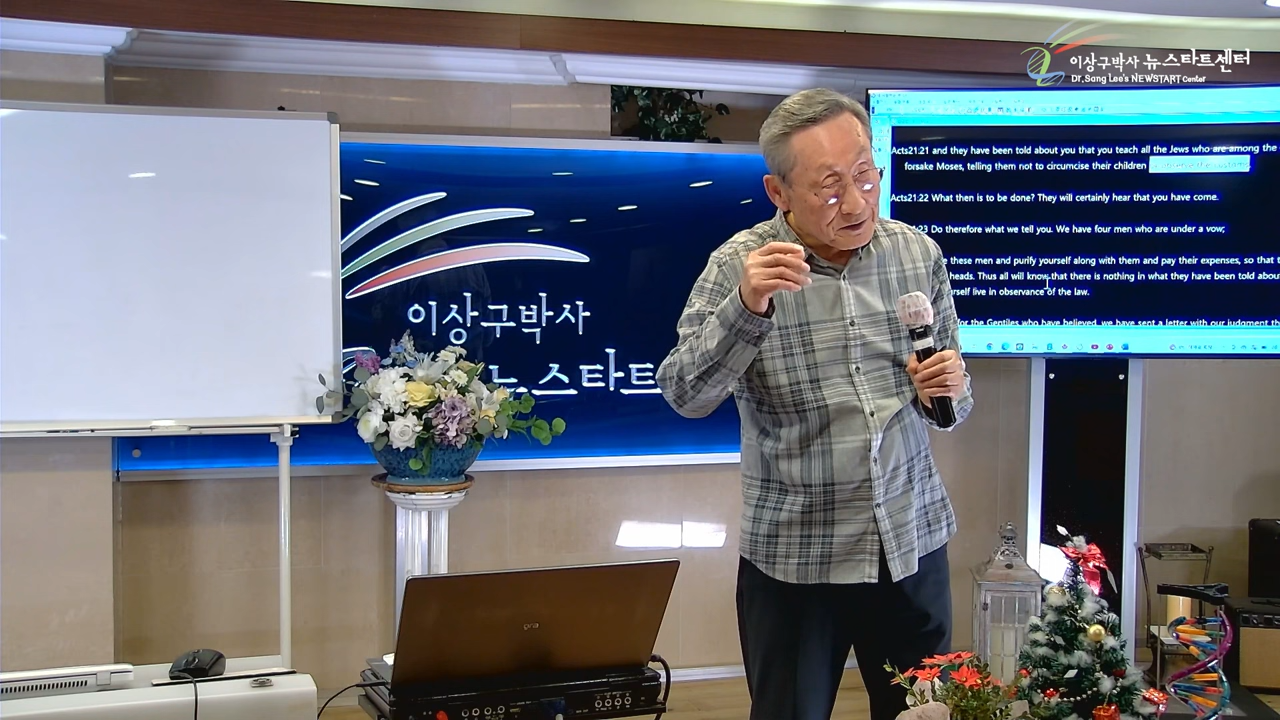 이상구박사 뉴스타트센터
Dr. Sang Lee's NEWSTART Center
Acts21:21 and they have been told about you that you teach all the Jews who are among the
forsake Moses, telling them not to circumcise their children
Acts21:22 What then is to be done? They will certainly hear that you have come.
:23 Do therefore what we tell you. We have four men who are under a vow;
these men and purify yourself along with them and pay their expenses, so that
heads. Thus all will know that there is nothing in what they have been told about
live in observance of the law.
for the Gentiles who have believed, we have sent a letter with our judgment
이상구박사
뉴스타트